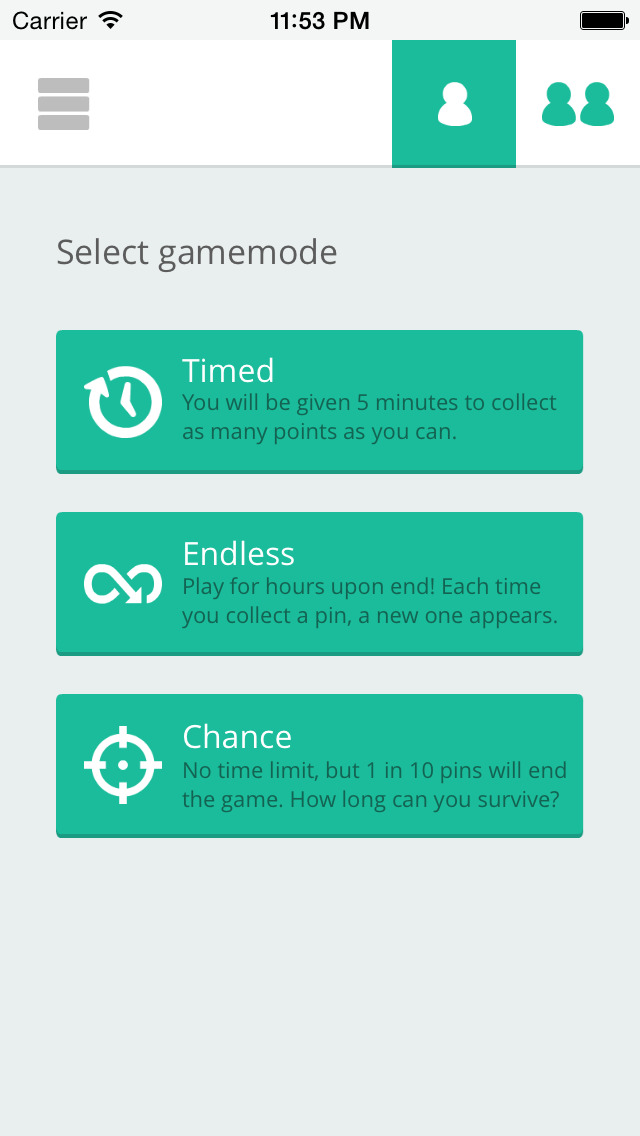 Carrier 11:53 PM
Select gamemode
Timed
You will be given 5 minutes to collect
as many points as you can.
Endless
Play for hours upon end! Each time
you collect a pin, a new one appears.
Chance
No time limit, but 1 in 10 pins will end
the game. How long can you survive?